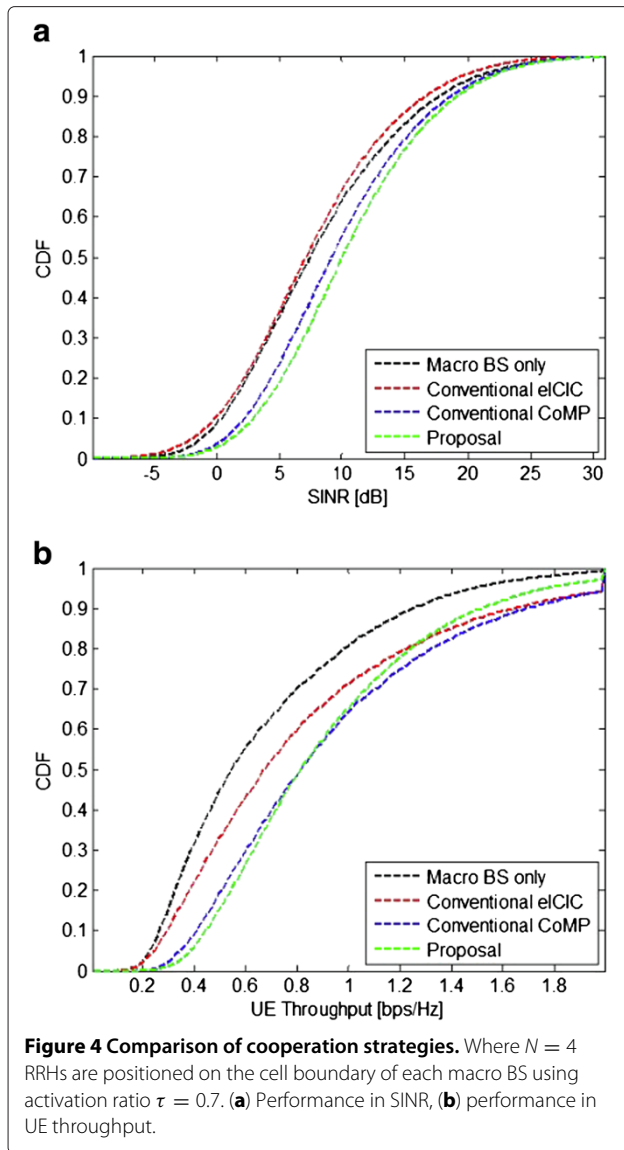 a
1
0.9
0.8
0.7
0.6
0.5
0.4
0.3
0.2
0.1
0
CDF
-5 0 5 10 15 20 25 30
SINR [dB]
Macro BS only
Conventional eICIC
Conventional CoMP
Proposal
b
1
0.9
0.8
0.7
0.6
0.5
0.4
0.3
0.2
0.1
0
CDF
0.2 0.4 0.6 0.8 1 1.2 1.4 1.6 1.8
UE Throughput [bps/Hz]
Macro BS only
Conventional eICIC
Conventional CoMP
Proposal
Figure 4 Comparison of cooperation strategies. Where N = 4
RRHs are positioned on the cell boundary of each macro BS using
activation ratio τ = 0.7. (a) Performance in SINR, (b) performance in
UE throughput.